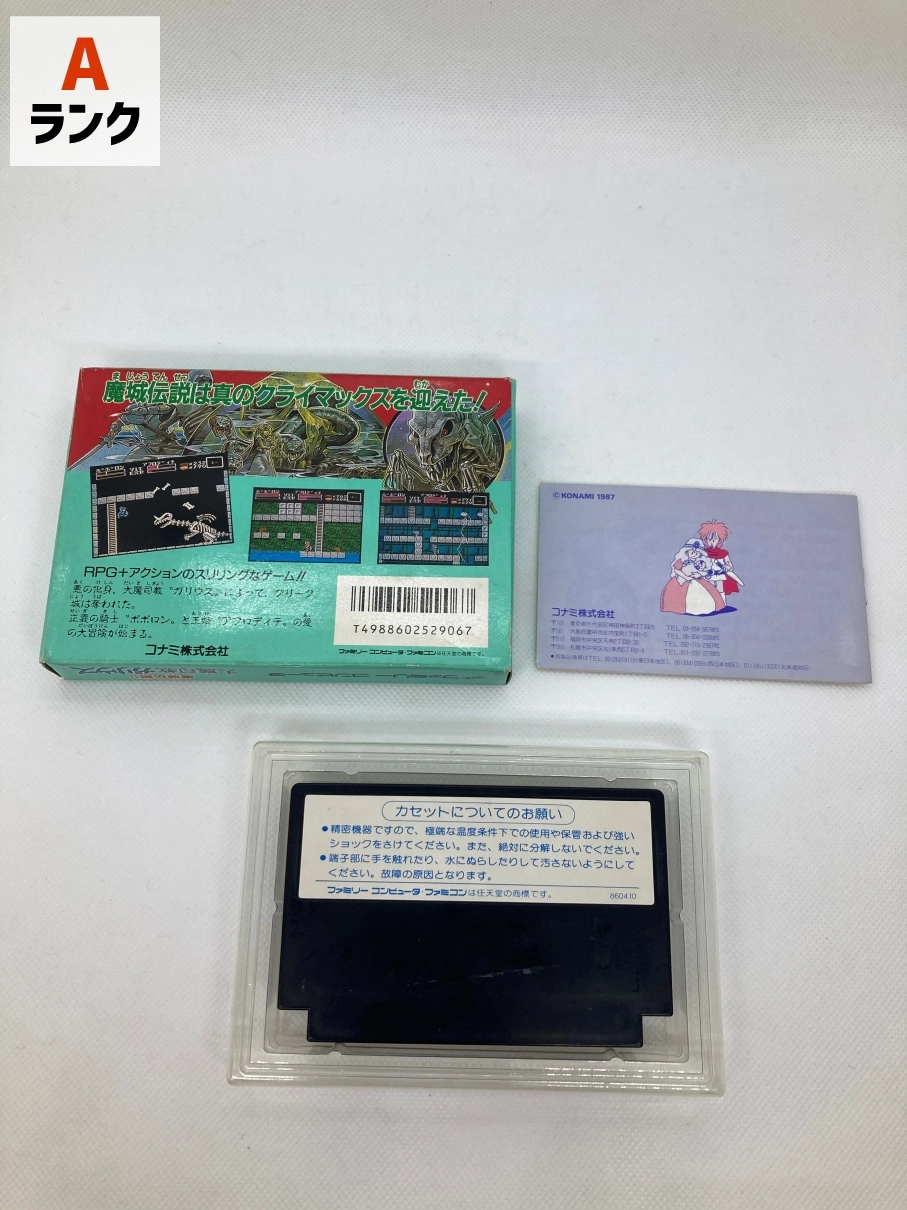 A
ランク
ま じょう でん せつ
むか
魔城伝説は真のクライマックスを迎えた!
RPG+アクションのスリリングなゲーム!!
悪の化身、大魔司教“ガリウス”によって、グリーク
城は奪われた。
正義の騎士“ポポロン”と王姫“アフロディテ”の愛
の大冒険が始まる。
コナミ株式会社
T4988602529067
ファミリー コンピュータ・ファミコンは任天堂の商標です。
© KONAMI 1987
コナミ株式会社
カセットについてのお願い
●精密機器ですので、極端な温度条件下での使用や保管および強い
ショックをさけてください。また、絶対に分解しないでください。
●端子部に手を触れたり、水にぬらしたりして汚さないようにして
ください。故障の原因となります。
ファミリー コンピュータ・ファミコンは任天堂の商標です。
860410